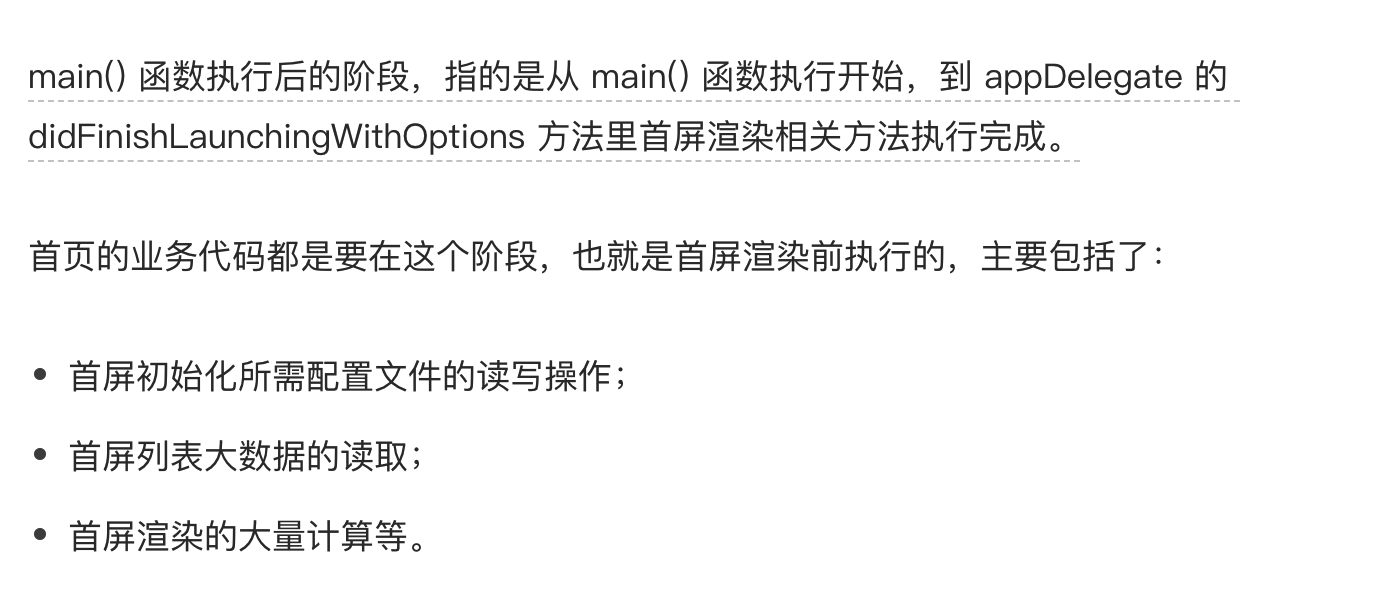 main() 函数执行后的阶段，指的是从 main() 函数执行开始，到 appDelegate 的
didFinishLaunchingWithOptions 方法里首屏渲染相关方法执行完成。
首页的业务代码都是要在这个阶段，也就是首屏渲染前执行的，主要包括了：
• 首屏初始化所需配置文件的读写操作；
• 首屏列表大数据的读取；
• 首屏渲染的大量计算等。